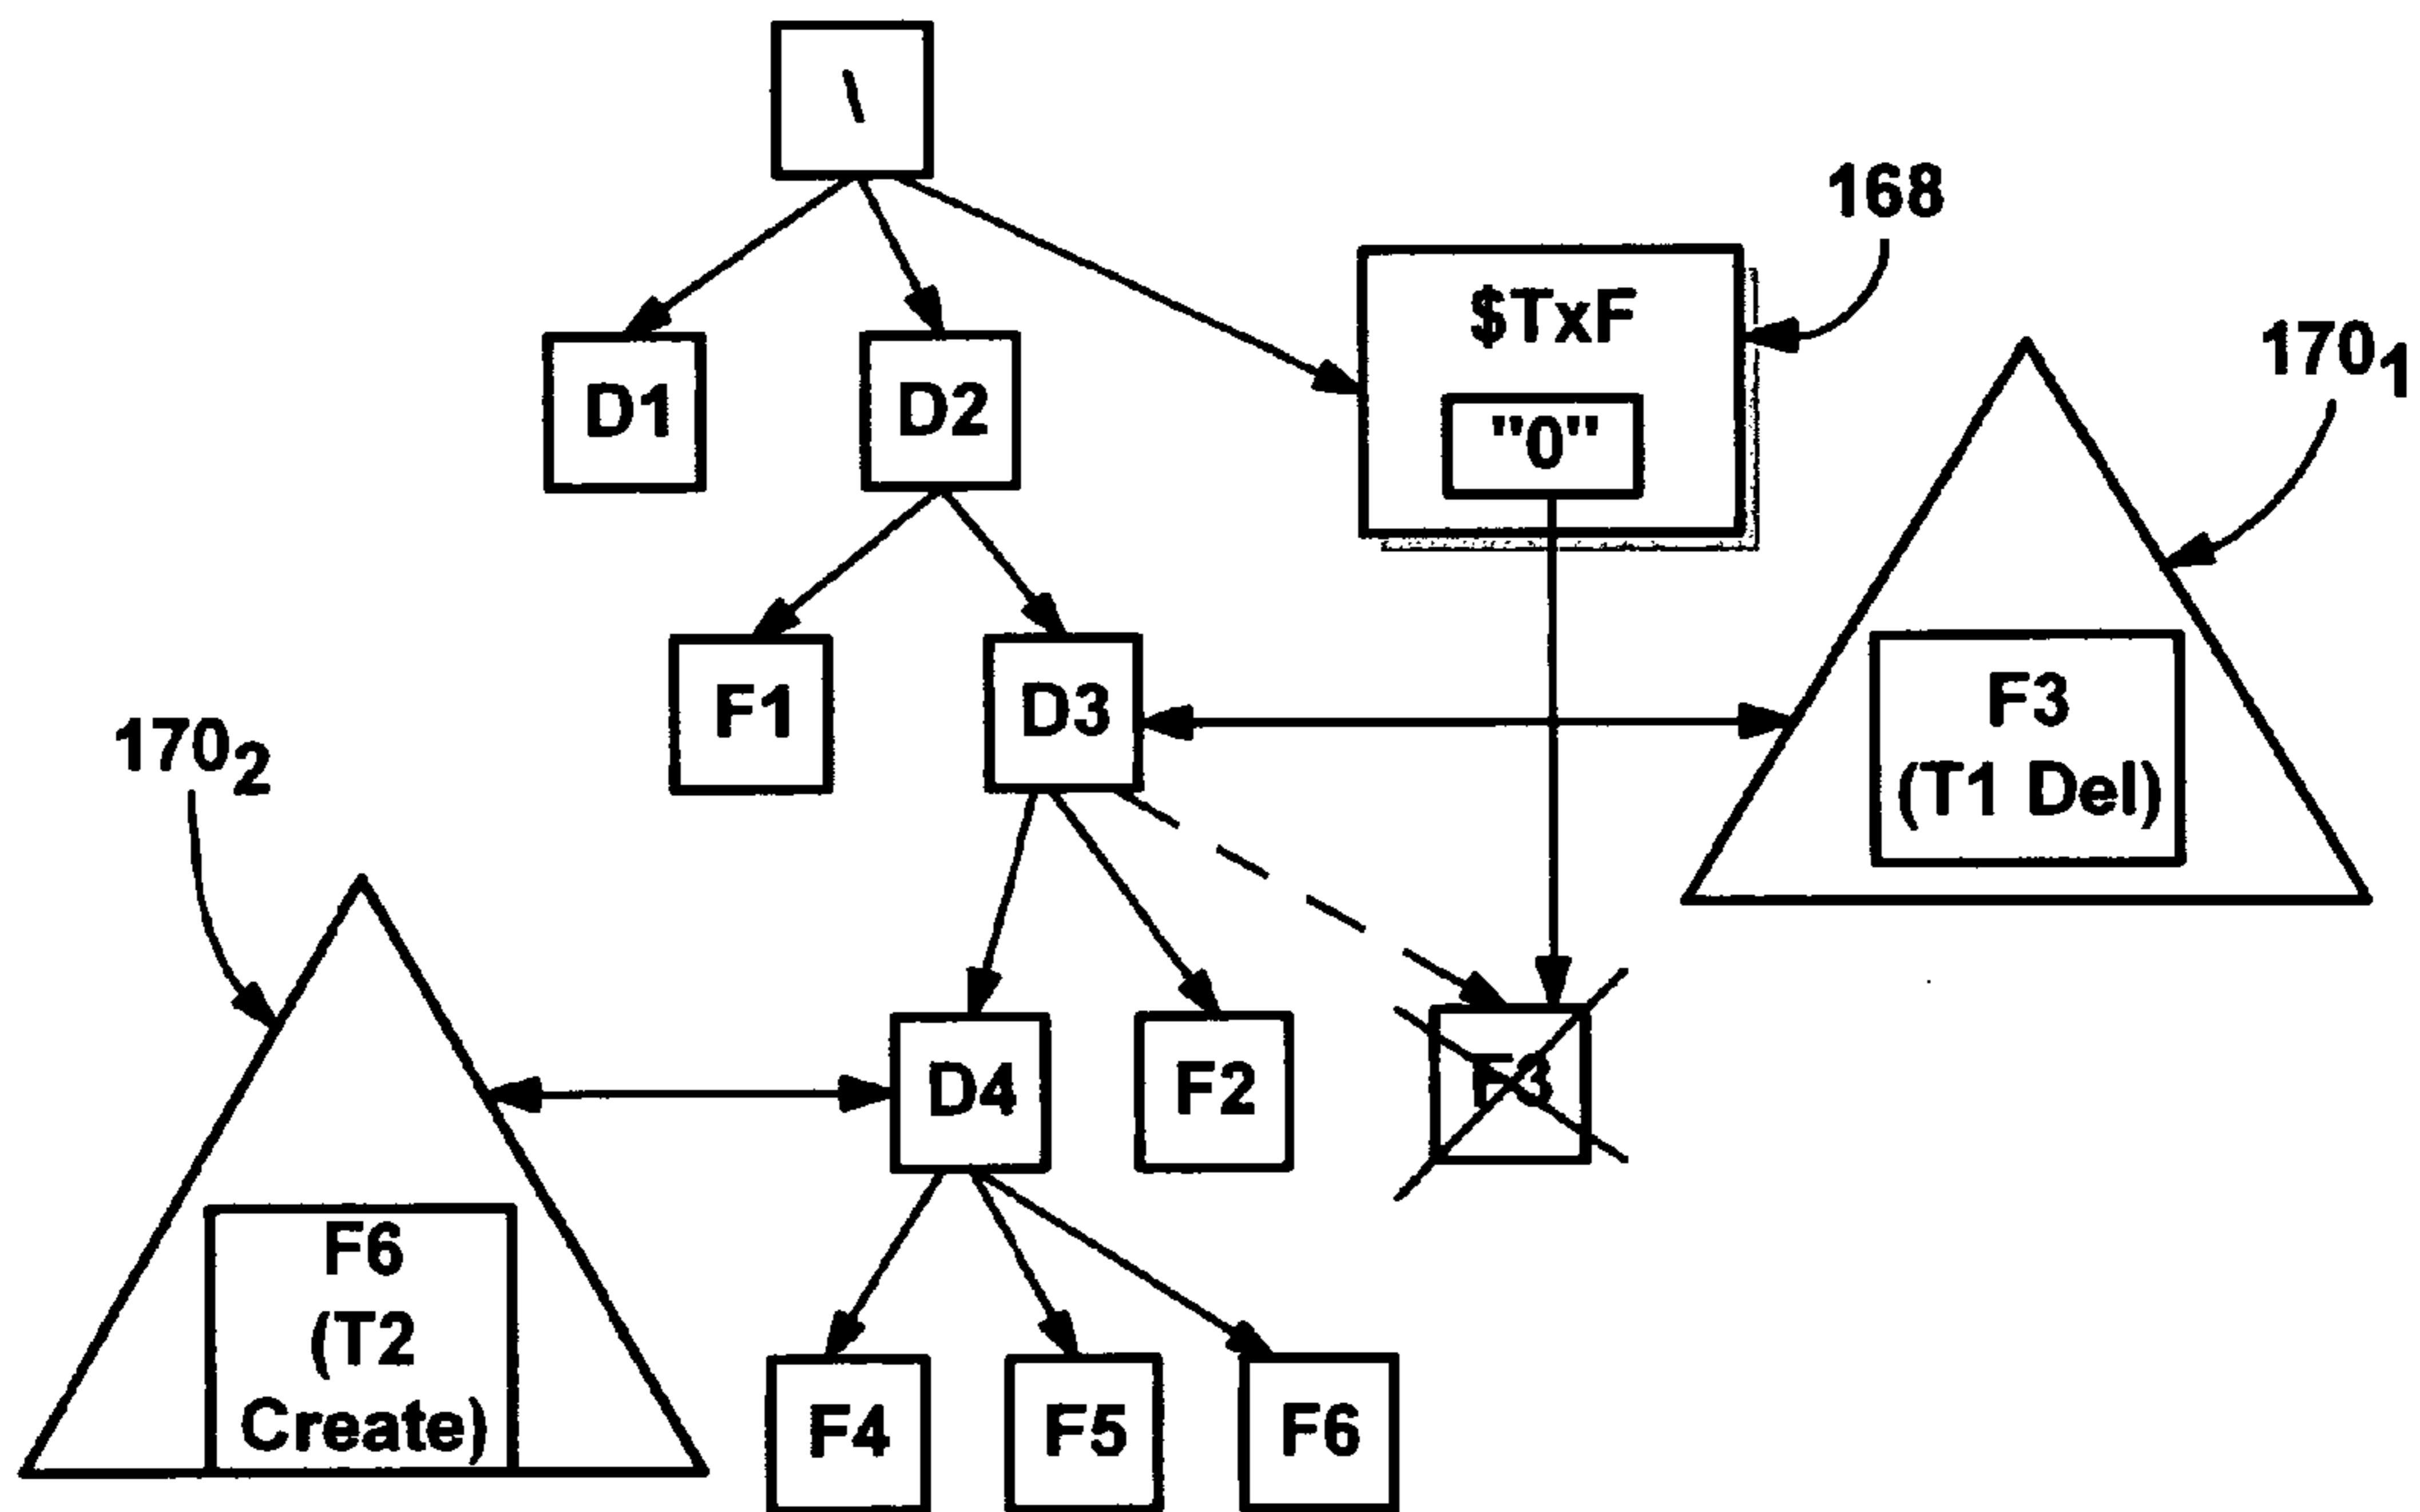 \
168
$TxF
"0"
170₁
D1
D2
F1
D3
F3
(T1 Del)
170₂
D4
F2
F3
F6
(T2
Create)
F4
F5
F6